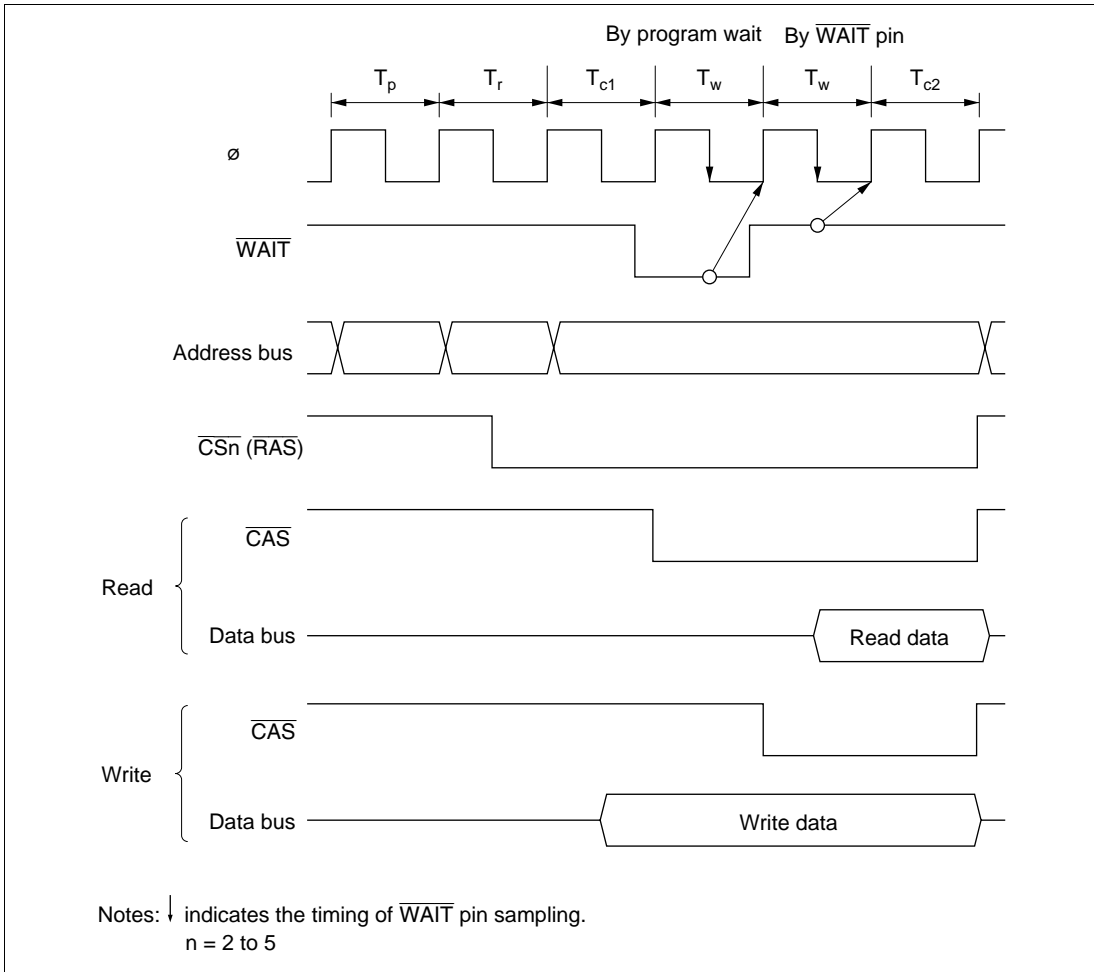 By program wait By WAIT pin
Tp Tr Tc1 Tw Tw Tc2
ø
WAIT
Address bus
CSn (RAS)
CAS
Read
Data bus Read data
CAS
Write
Data bus Write data
Notes: ↓ indicates the timing of WAIT pin sampling.
n = 2 to 5